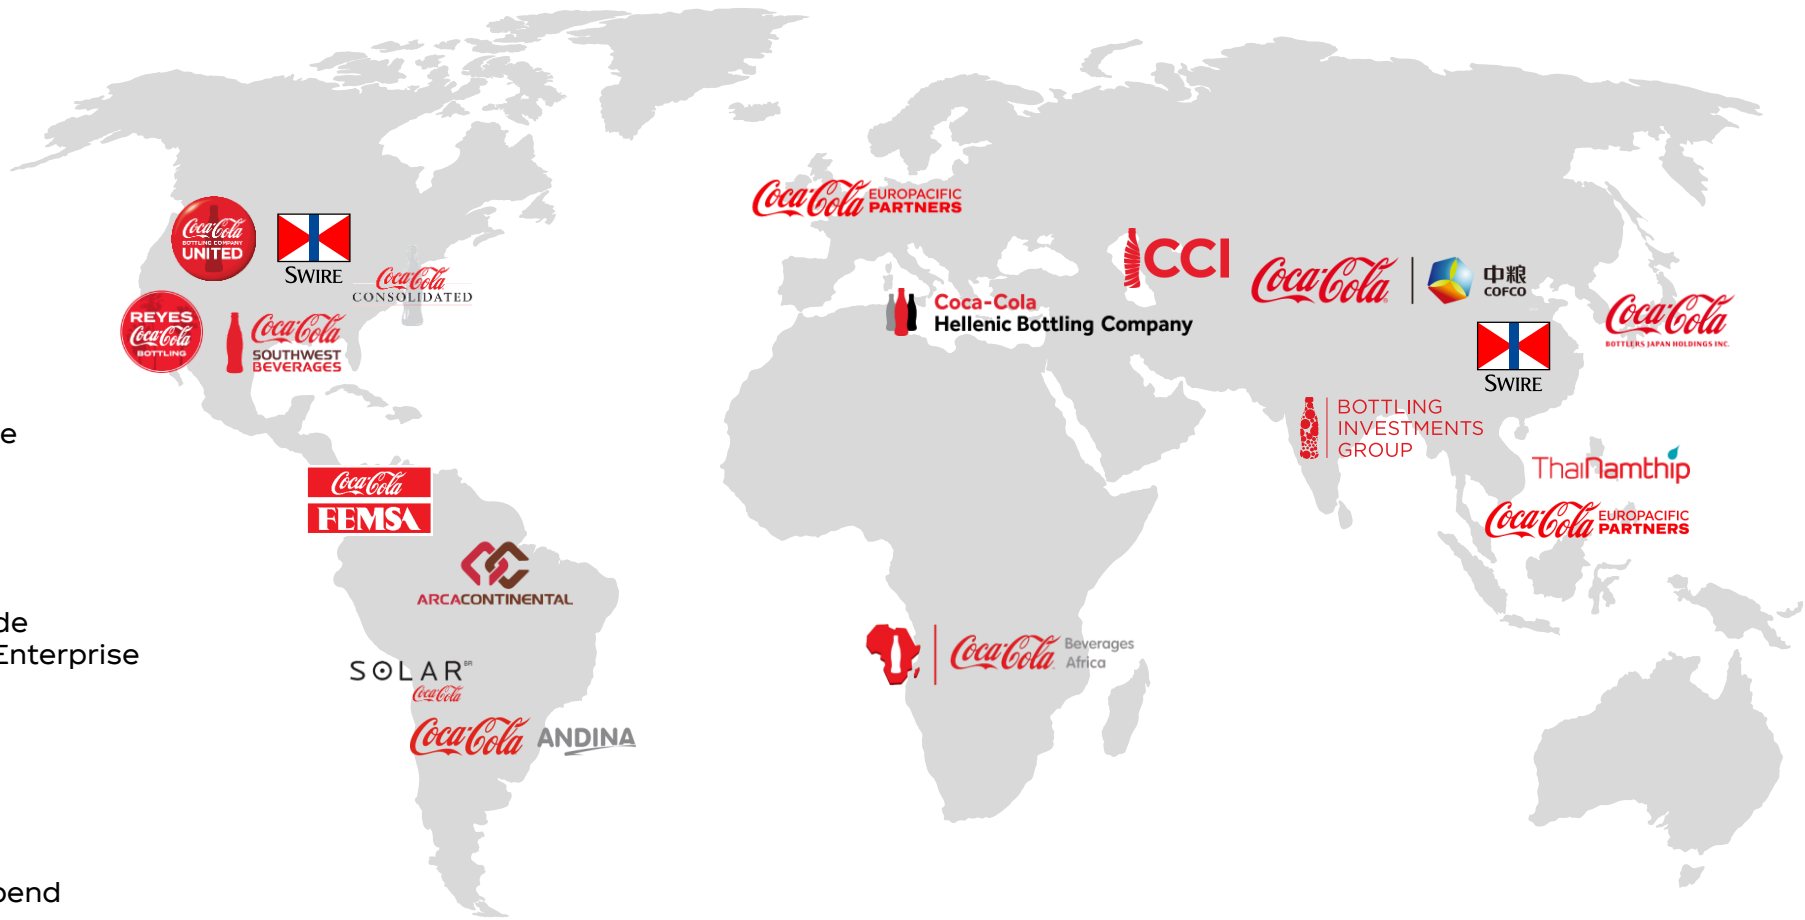 Coca-Cola
BOTTLING COMPANY
UNITED
SWIRE
Coca-Cola
CONSOLIDATED
REYES
Coca-Cola
BOTTLING
Coca-Cola
SOUTHWEST
BEVERAGES
e
Coca-Cola
FEMSA
ARCACONTINENTAL
de
Enterprise
SOLAR BR
Coca-Cola
Coca-Cola ANDINA
pend
Coca-Cola EUROPACIFIC
PARTNERS
Coca-Cola
Hellenic Bottling Company
CCI
Coca-Cola 中粮
COFCO
Coca-Cola
BOTTLERS JAPAN HOLDINGS INC.
SWIRE
BOTTLING
INVESTMENTS
GROUP
ThaiNamthip
Coca-Cola EUROPACIFIC
PARTNERS
Coca-Cola Beverages
Africa